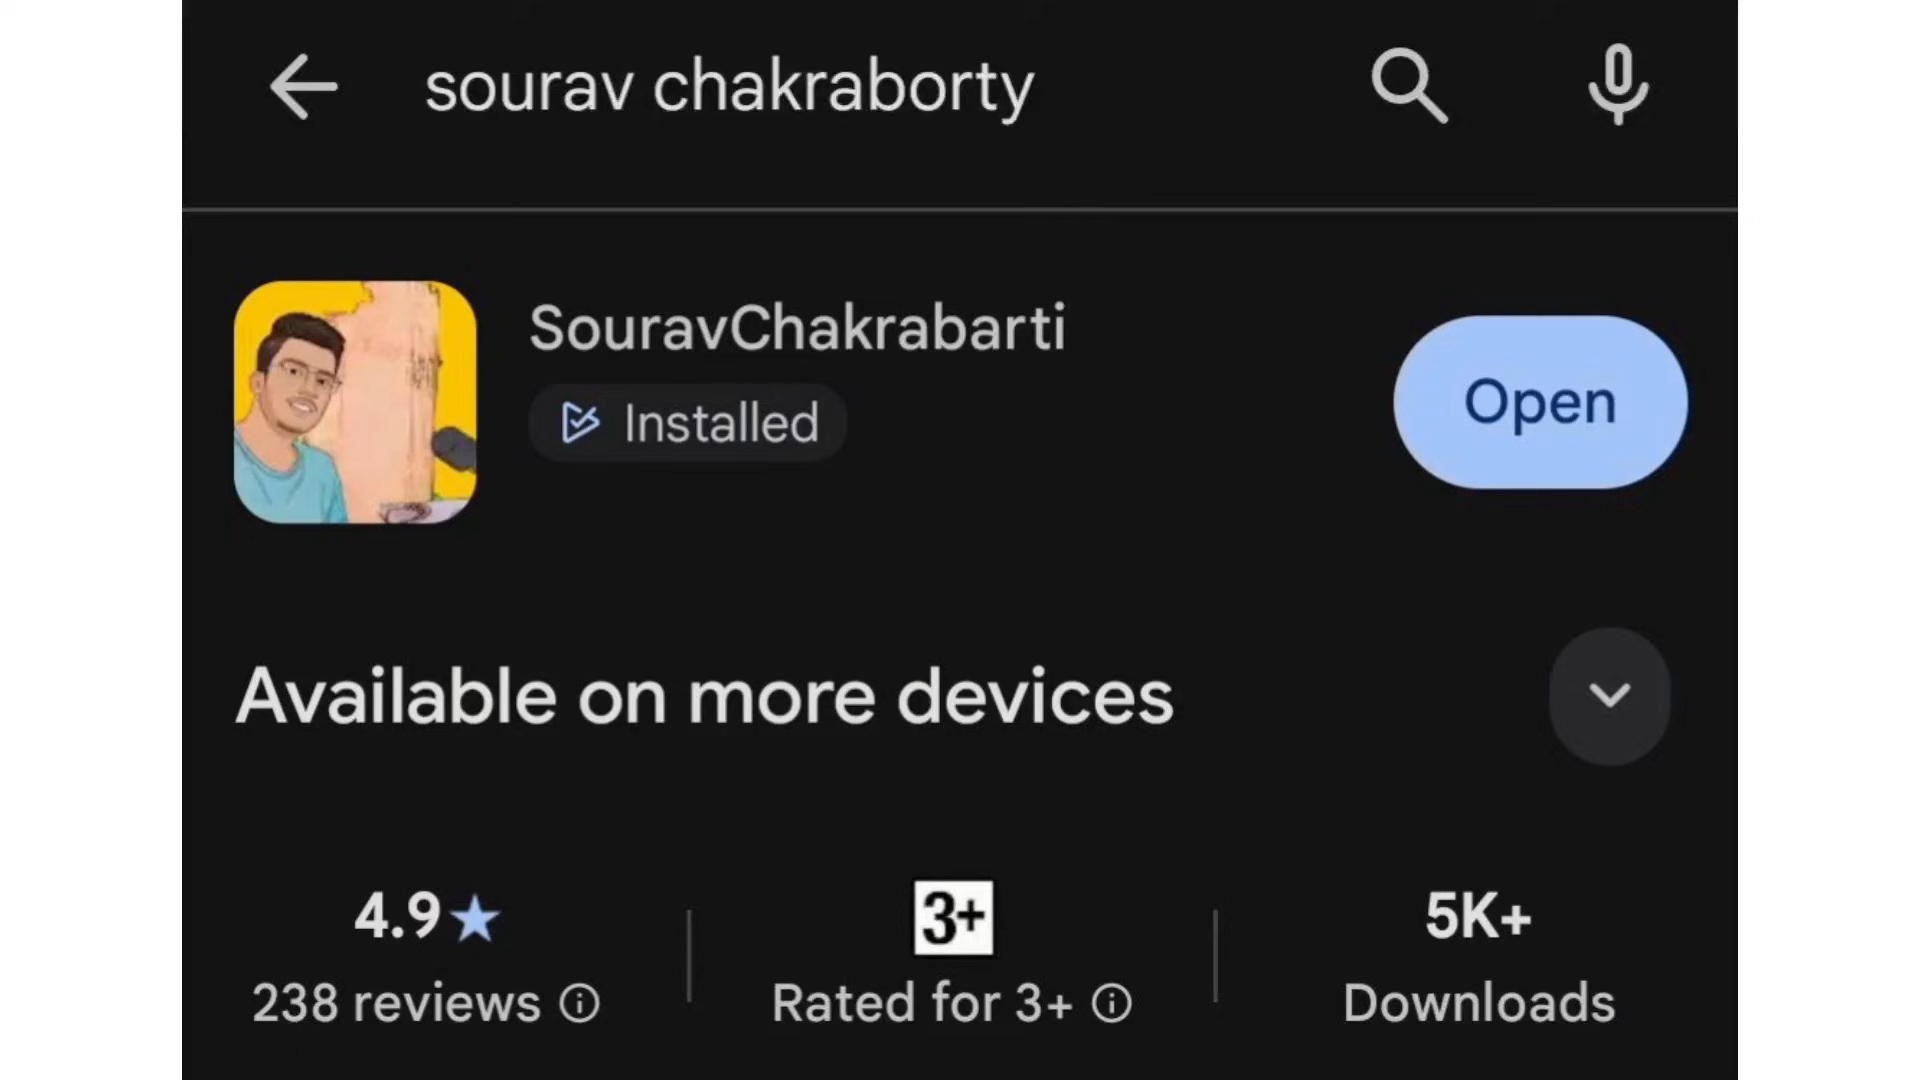 sourav chakraborty
SouravChakrabarti
Installed
Open
Available on more devices
4.9★
3+
5K+
238 reviews
Rated for 3+
Downloads